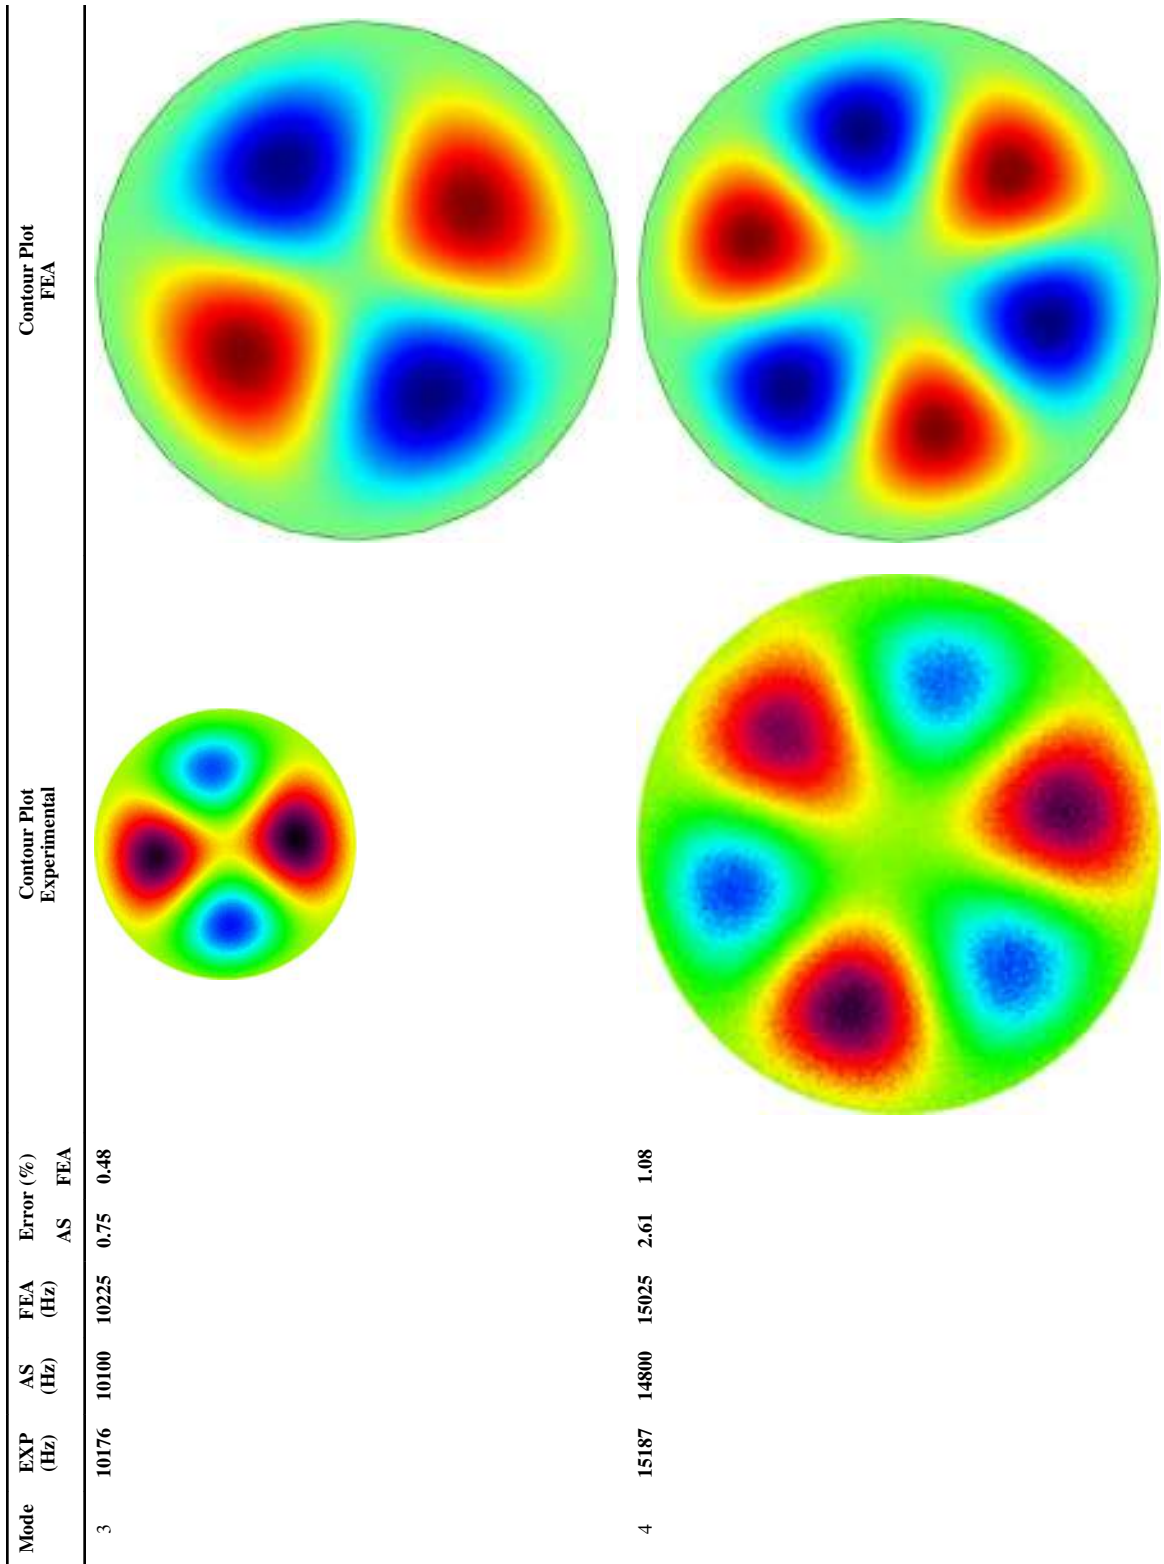 Mode EXP AS FEA Error (%) Contour Plot Contour Plot
(Hz) (Hz) (Hz) AS FEA Experimental FEA
3 10176 10100 10225 0.75 0.48
4 15187 14800 15025 2.61 1.08